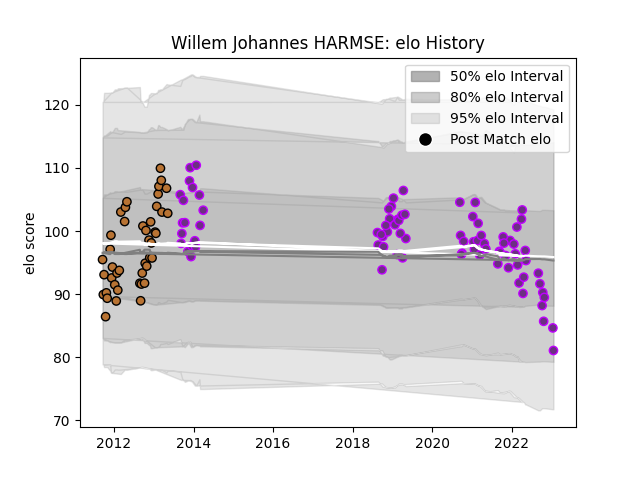 Willem Johannes HARMSE: elo History
50% elo Interval
80% elo Interval
95% elo Interval
Post Match elo
elo score
120
110
100
90
80
70
2012
2014
2016
2018
2020
2022